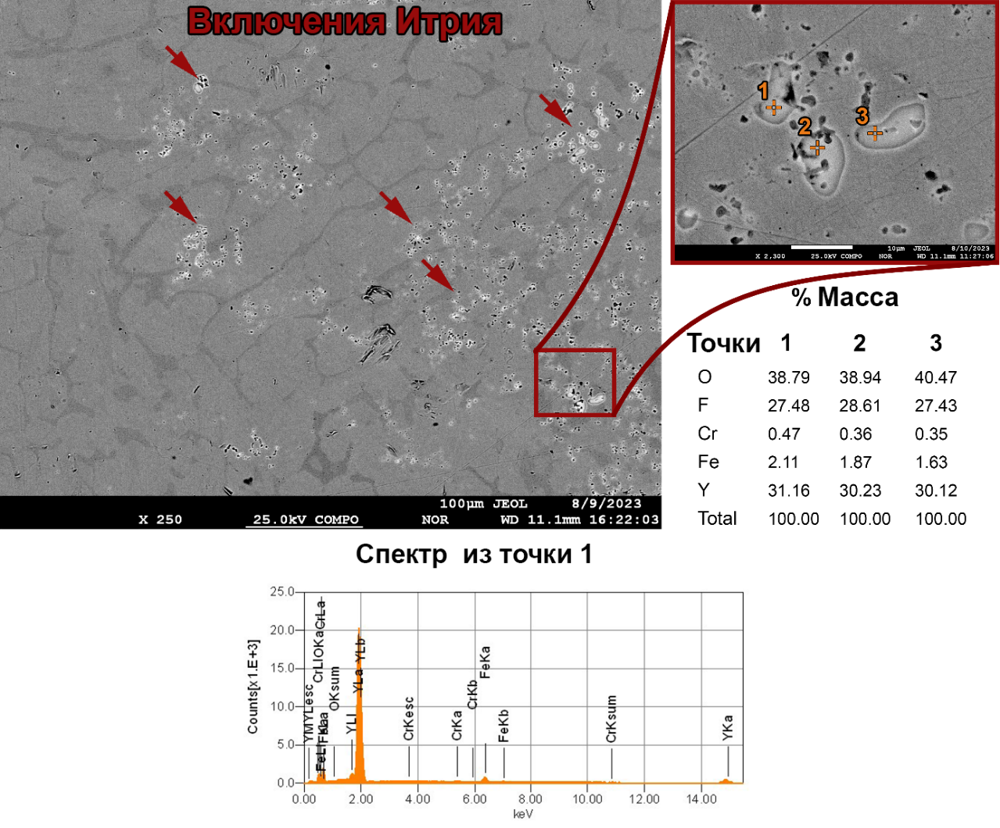 Включения Итрия
X 250 25.0kV COMPO NOR 100µm JEOL WD 11.1mm 8/9/2023 16:22:03
1
2
3
10µm JEOL 8/10/2023
X 2,300 25.0kV COMPO NOR WD 11.1mm 11:27:06
% Масса
Точки 1 2 3
O 38.79 38.94 40.47
F 27.48 28.61 27.43
Cr 0.47 0.36 0.35
Fe 2.11 1.87 1.63
Y 31.16 30.23 30.12
Total 100.00 100.00 100.00
Спектр из точки 1
Counts[x1.E+3]
25.0
20.0
15.0
10.0
5.0
0.0
YMYLesc
FeLl
CrLlOKaCrLa
OKsum
YLl
YLa
YLb
CrKesc
CrKa
CrKb
FeKa
FeKb
CrKsum
YKa
0.00 2.00 4.00 6.00 8.00 10.00 12.00 14.00
keV